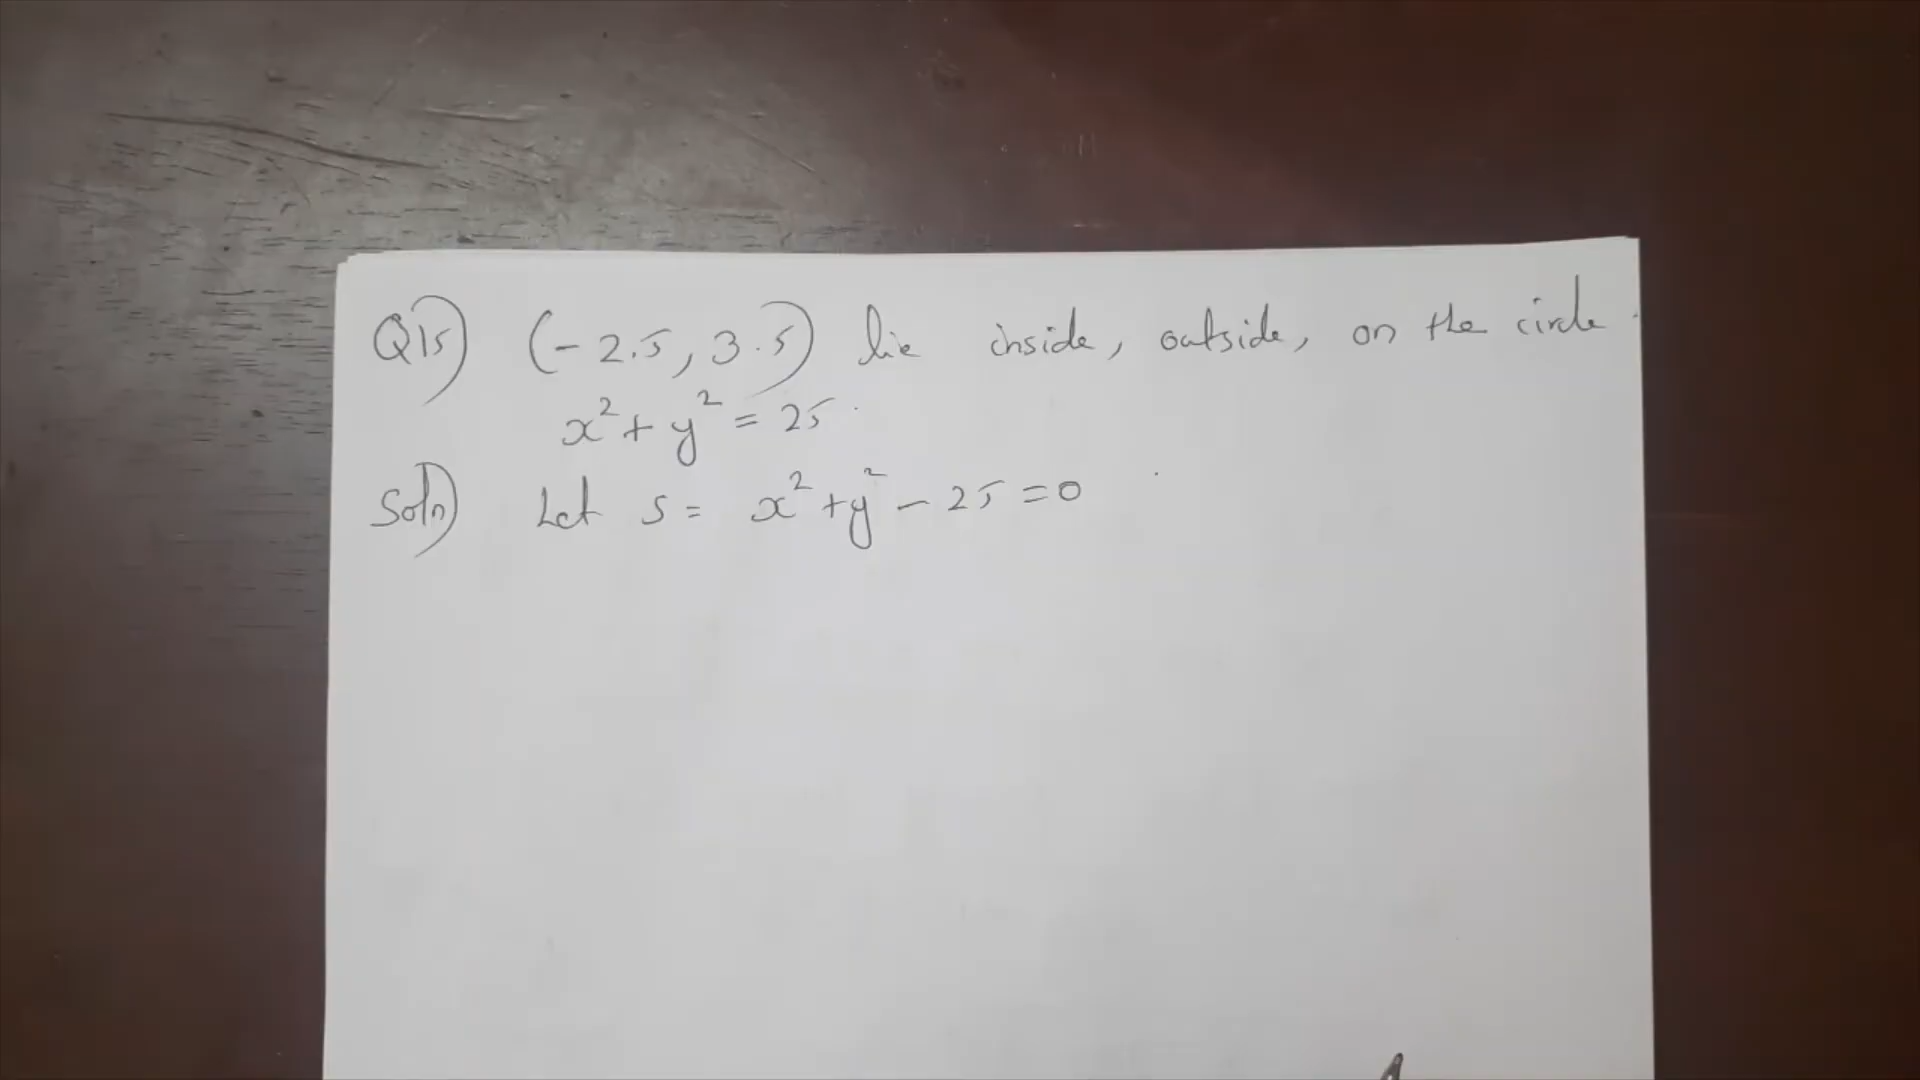 Q15) (-2.5, 3.5) lie inside, outside, on the circle
x² + y² = 25.
Soln) Let S = x² + y² - 25 = 0